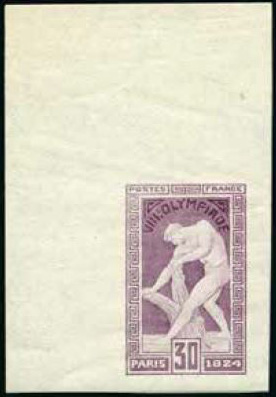 POSTES FRANCE
VIII.OLYMPIADE
PARIS 30 1924